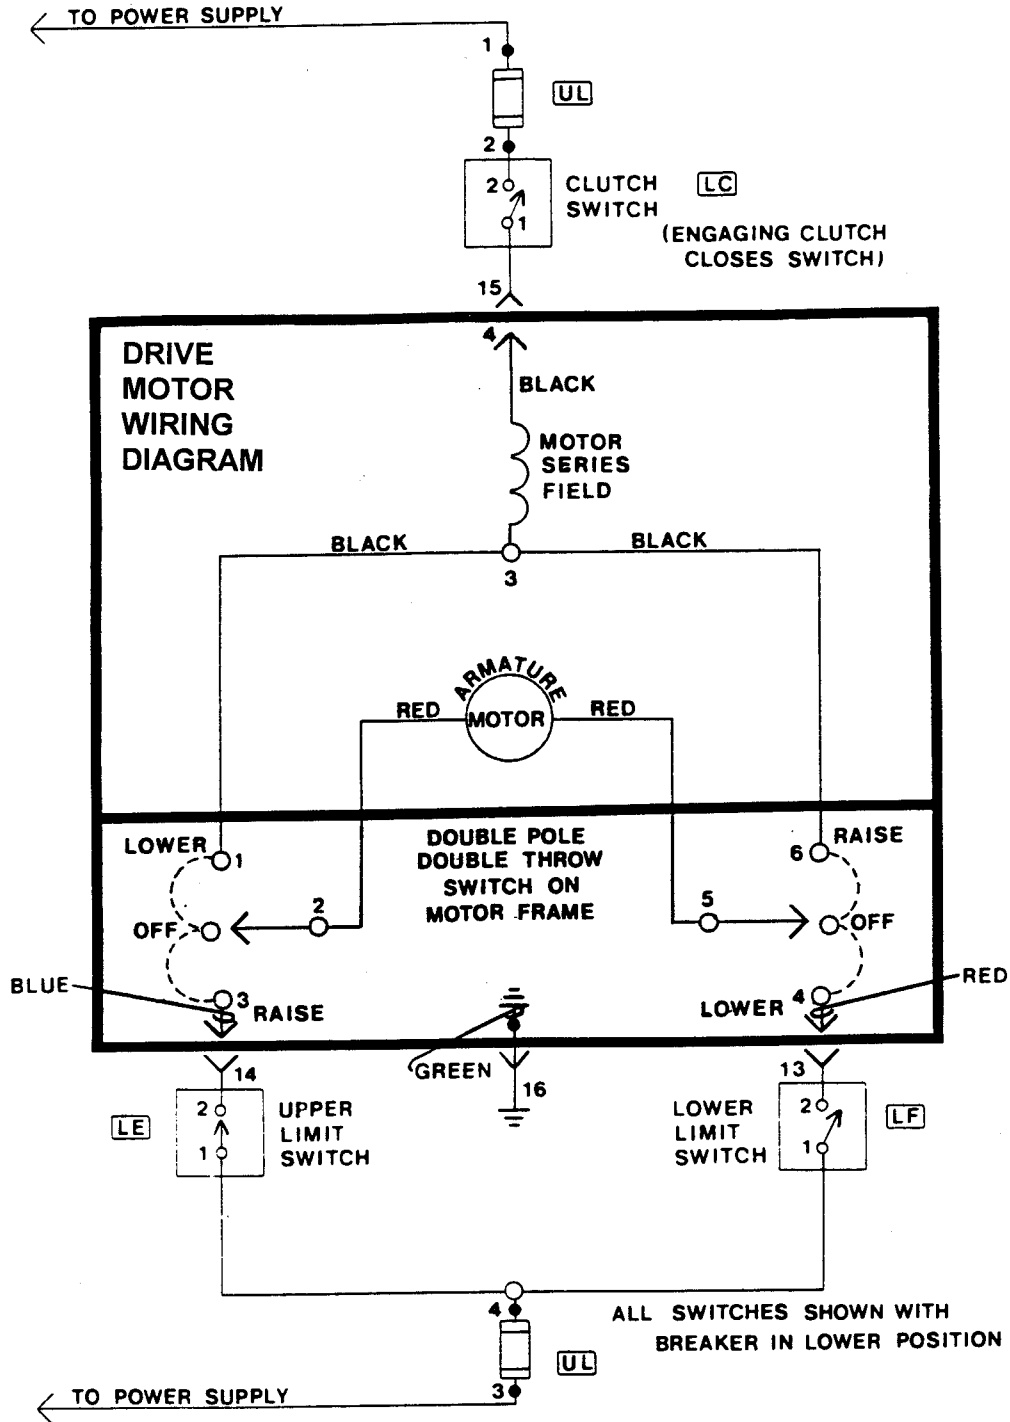 TO POWER SUPPLY
1
UL
2
2
CLUTCH
SWITCH
LC
1
(ENGAGING CLUTCH
CLOSES SWITCH)
15
4
DRIVE
MOTOR
WIRING
DIAGRAM
BLACK
MOTOR
SERIES
FIELD
BLACK
BLACK
3
ARMATURE
RED
MOTOR
RED
LOWER
1
DOUBLE POLE
DOUBLE THROW
SWITCH ON
MOTOR FRAME
6
RAISE
OFF
2
5
OFF
BLUE
3
RAISE
LOWER
4
RED
GREEN
14
16
13
LE
2
1
UPPER
LIMIT
SWITCH
LOWER
LIMIT
SWITCH
2
1
LF
4
ALL SWITCHES SHOWN WITH
BREAKER IN LOWER POSITION
UL
3
TO POWER SUPPLY